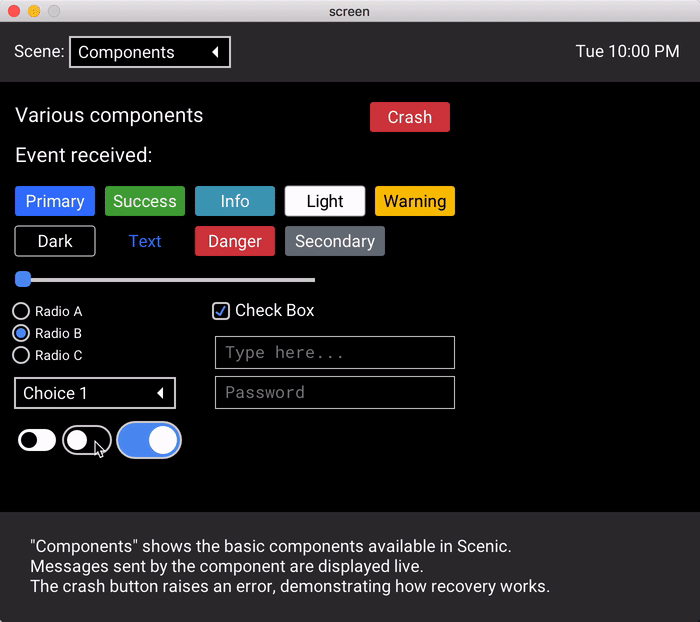 screen
Scene: Components Tue 10:00 PM
Various components Crash
Event received:
Primary Success Info Light Warning
Dark Text Danger Secondary
Radio A Check Box
Radio B
Radio C
Type here...
Choice 1 Password
"Components" shows the basic components available in Scenic.
Messages sent by the component are displayed live.
The crash button raises an error, demonstrating how recovery works.